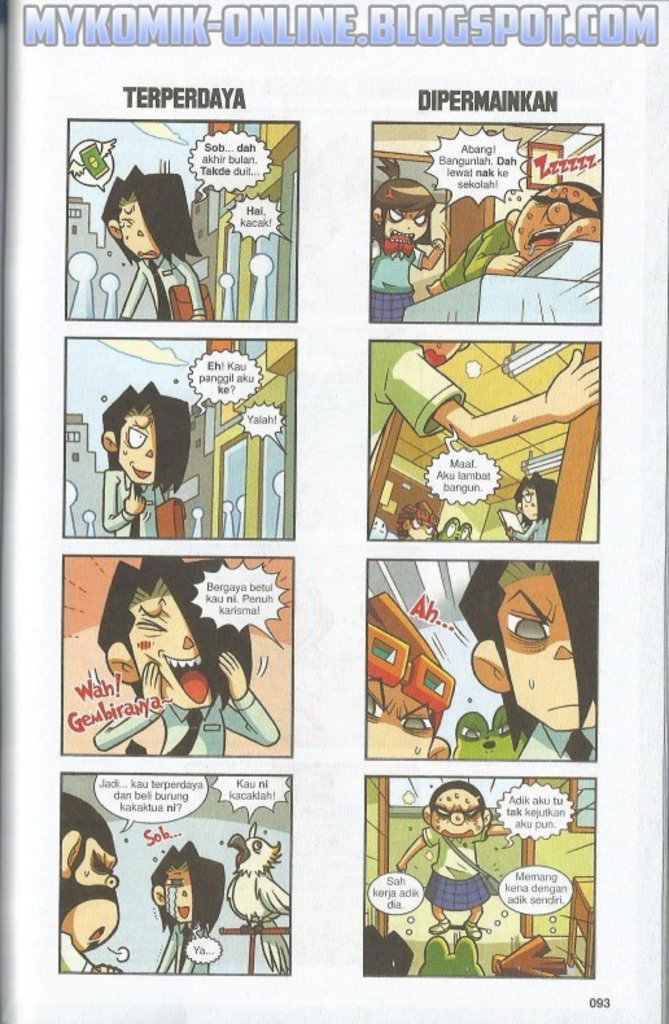 MYKOMIK-ONLINE.BLOGSPOT.COM
TERPERDAYA
Sob... dah
akhir bulan.
Takde duit...
Hai,
kacak!
Eh! Kau
panggil aku
ke?
Yalah!
Bergaya betul
kau ni. Penuh
karisma!
Wah!
Gembiranya~
Jadi... kau terperdaya
dan beli burung
kakaktua ni?
Kau ni
kacaklah!
Sob...
Ya...
DIPERMAINKAN
Abang!
Bangunlah. Dah
lewat nak ke
sekolah!
Zzzzzz
Maaf.
Aku lambat
bangun.
Ah...
Adik aku tu
tak kejutkan
aku pun.
Sah
kerja adik
dia.
Memang
kena dengan
adik sendiri.
093